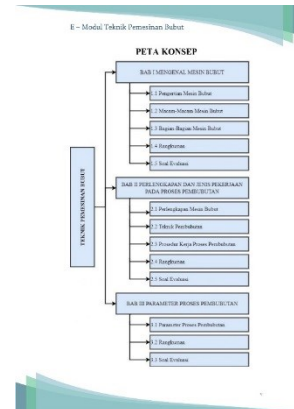 E – Modul Teknik Pemesinan Bubut
PETA KONSEP
BAB I MENGENAL MESIN BUBUT
1.1 Pengertian Mesin Bubut
1.2 Macam-Macam Mesin Bubut
1.3 Bagian-Bagian Mesin Bubut
1.4 Rangkuman
1.5 Soal Evaluasi
TEKNIK PEMESINAN BUBUT
BAB II PERLENGKAPAN DAN JENIS PEKERJAAN
PADA PROSES PEMBUBUTAN
2.1 Perlengkapan Mesin Bubut
2.2 Teknik Pembubutan
2.3 Prosedur Kerja Proses Pembubutan
2.4 Rangkuman
2.5 Soal Evaluasi
BAB III PARAMETER PROSES PEMBUBUTAN
3.1 Parameter Proses Pembubutan
3.2 Rangkuman
3.3 Soal Evaluasi